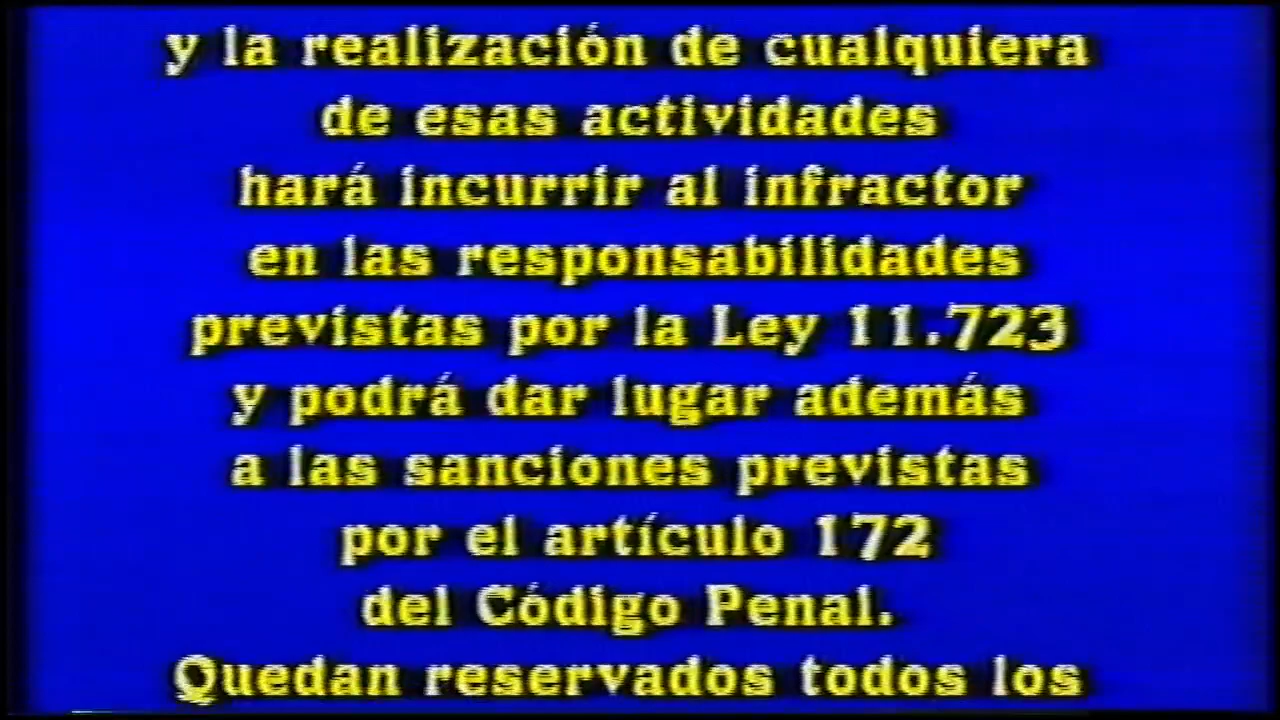 y la realización de cualquiera
de esas actividades
hará incurrir al infractor
en las responsabilidades
previstas por la Ley 11.723
y podrá dar lugar además
a las sanciones previstas
por el artículo 172
del Código Penal.
Quedan reservados todos los